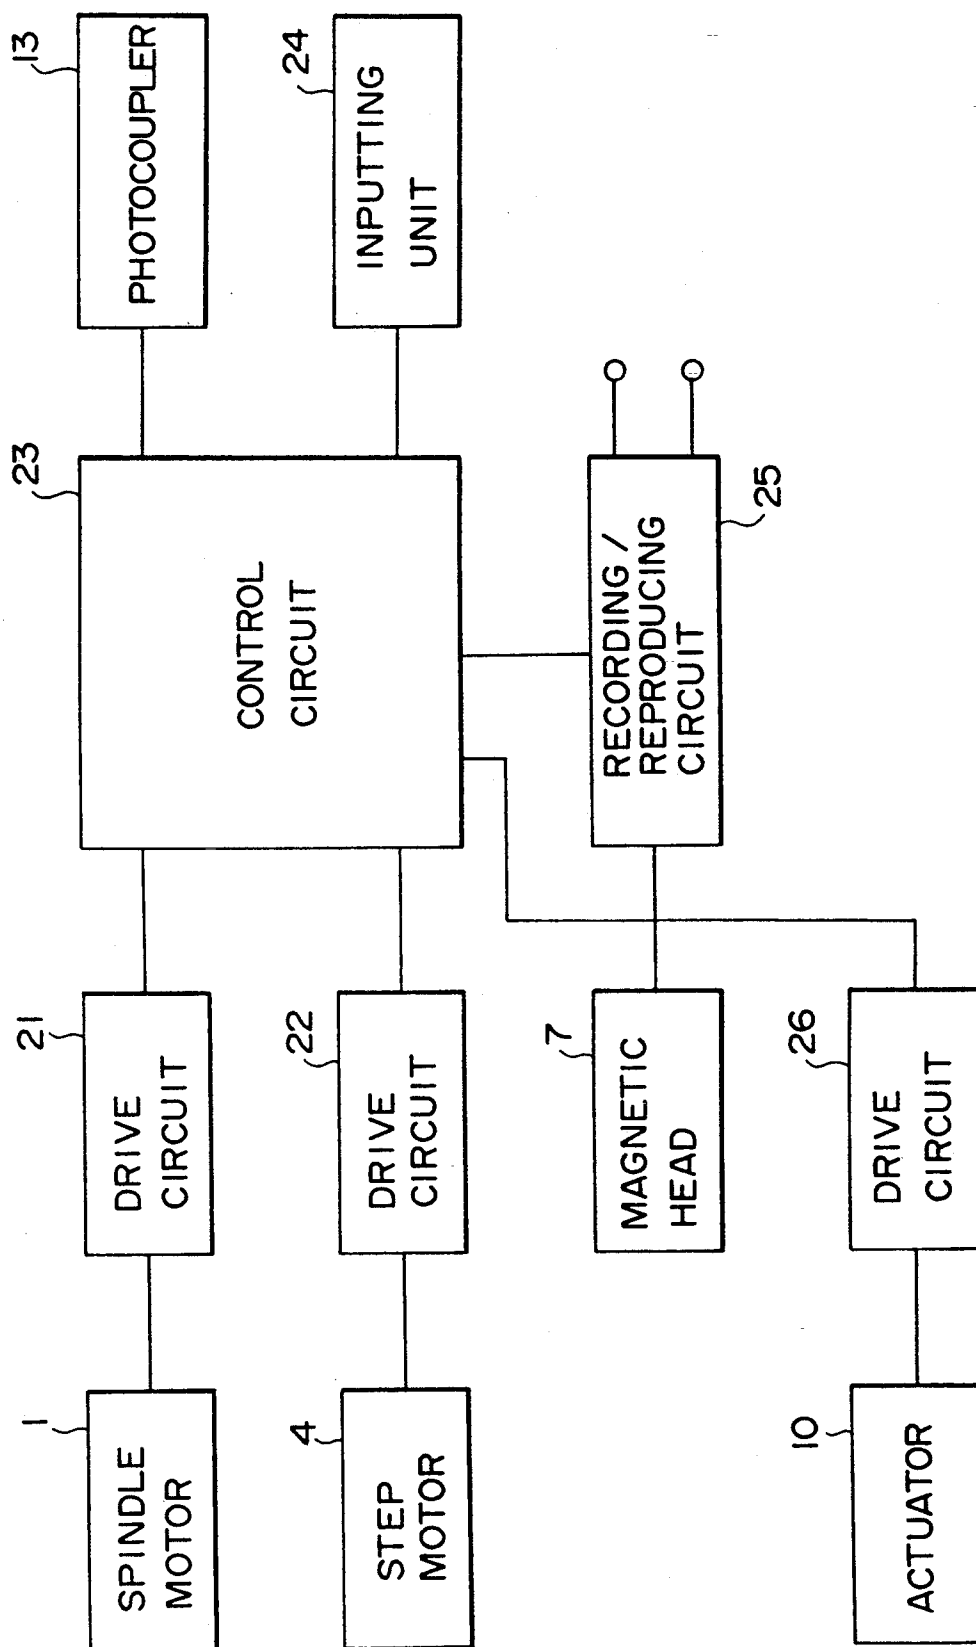 1
SPINDLE
MOTOR
21
DRIVE
CIRCUIT
23
CONTROL
CIRCUIT
13
PHOTOCOUPLER
4
STEP
MOTOR
22
DRIVE
CIRCUIT
24
INPUTTING
UNIT
7
MAGNETIC
HEAD
RECORDING /
REPRODUCING
CIRCUIT
25
10
ACTUATOR
26
DRIVE
CIRCUIT